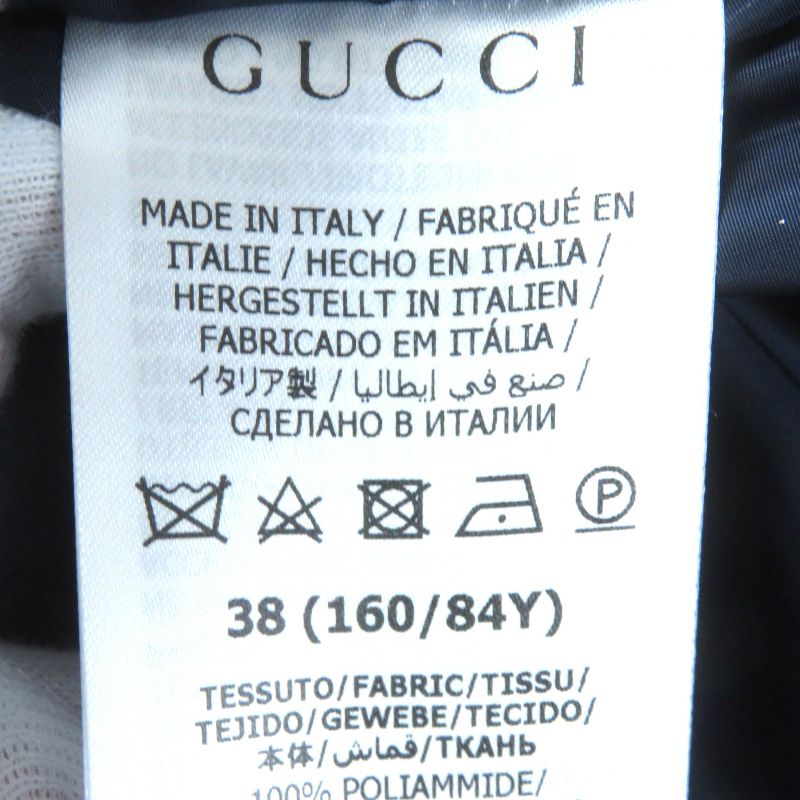 GUCCI
MADE IN ITALY / FABRIQUÉ EN
ITALIE / HECHO EN ITALIA /
HERGESTELLT IN ITALIEN /
FABRICADO EM ITÁLIA /
イタリア製 / صنع في إيطاليا /
СДЕЛАНО В ИТАЛИИ
P
38 (160/84Y)
TESSUTO/FABRIC/TISSU/
TEJIDO/GEWEBE/TECIDO/
本体/قماش/ТКАНЬ
100% POLIAMMIDE/